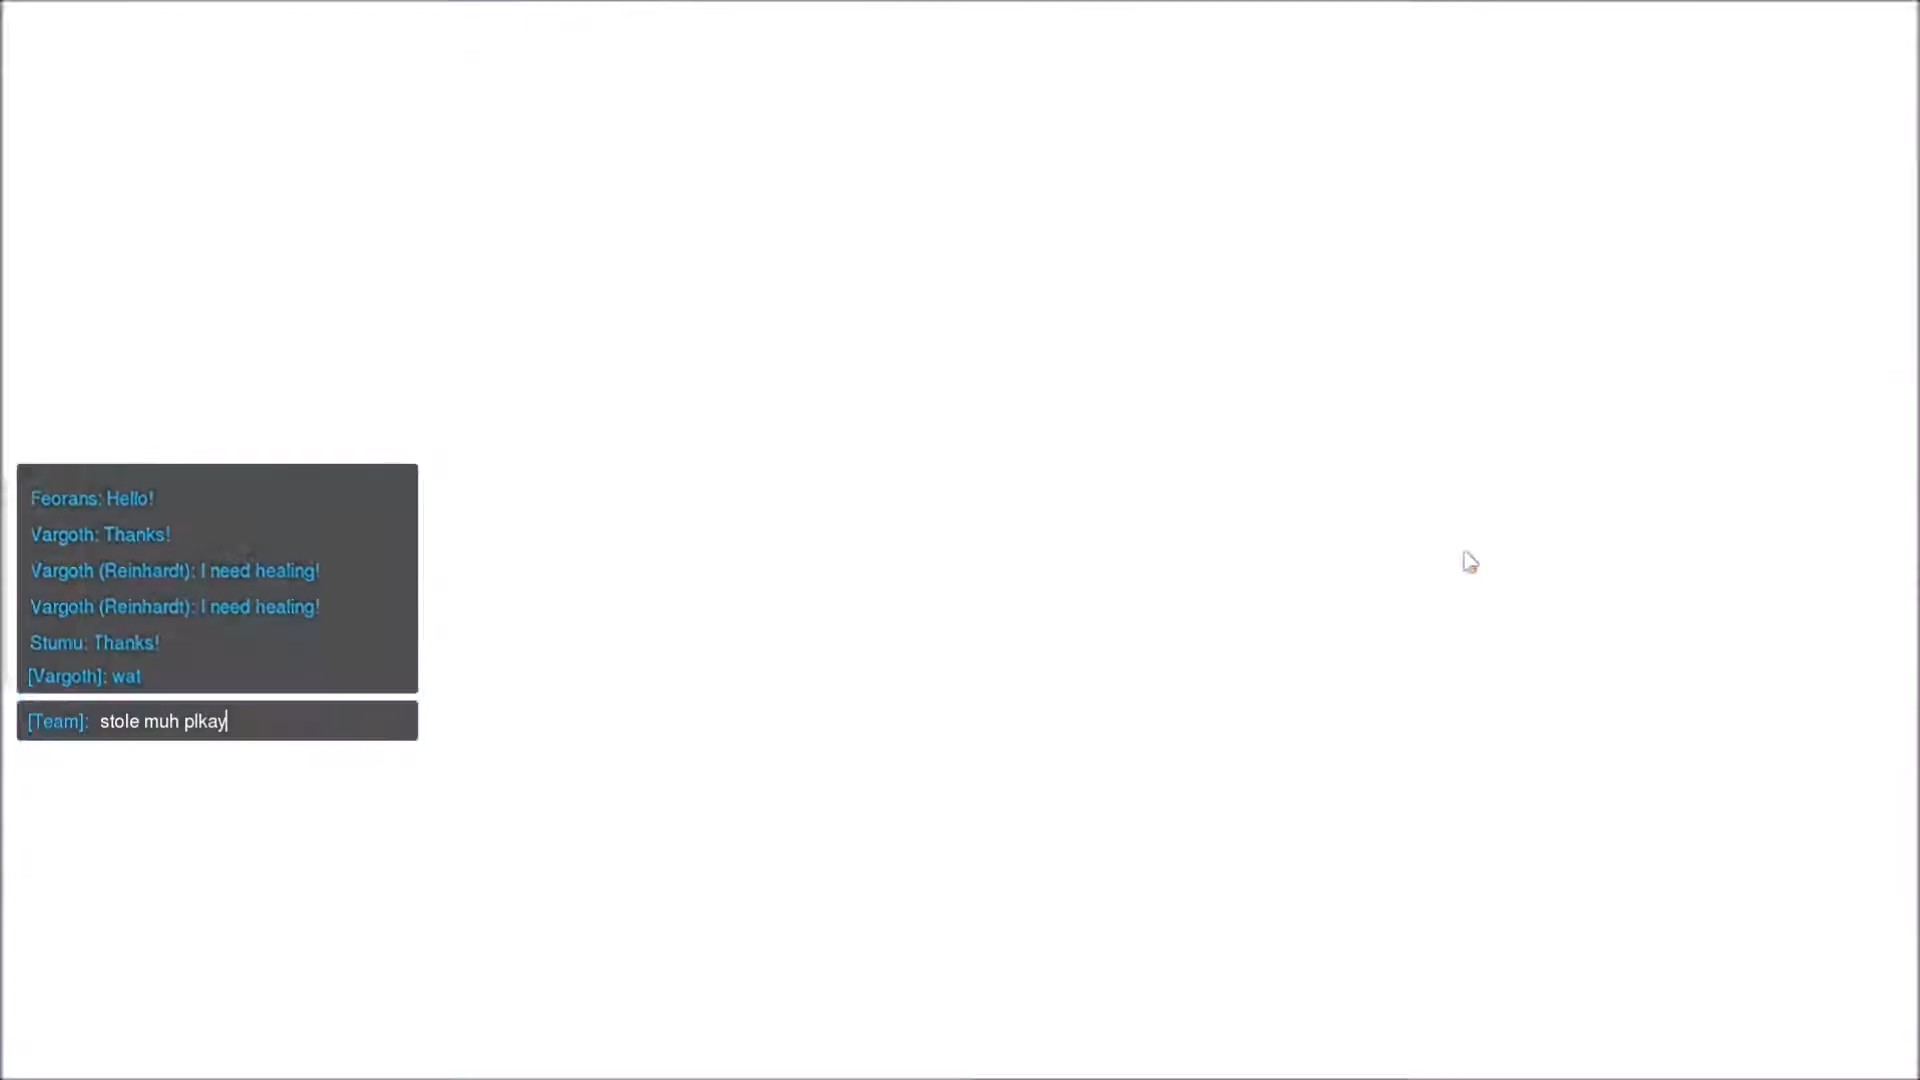 Feorans: Hello!
Vargoth: Thanks!
Vargoth (Reinhardt): I need healing!
Vargoth (Reinhardt): I need healing!
Stumu: Thanks!
[Vargoth]: wat
[Team]: stole muh plkay